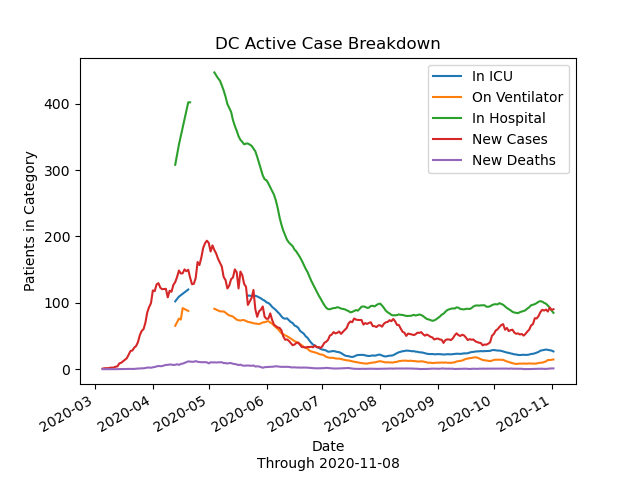 DC Active Case Breakdown
In ICU
On Ventilator
In Hospital
New Cases
New Deaths
Patients in Category
400
300
200
100
0
2020-03
2020-04
2020-05
2020-06
2020-07
2020-08
2020-09
2020-10
2020-11
Date
Through 2020-11-08